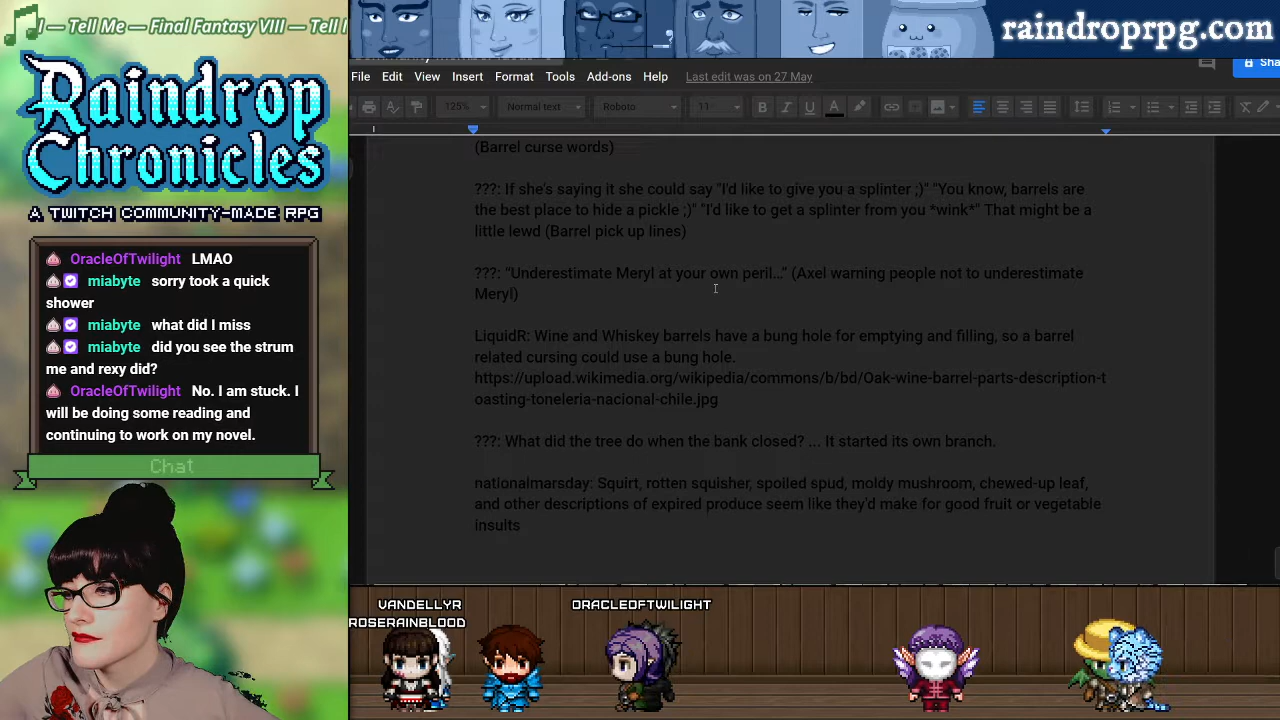 I — Tell Me — Final Fantasy VIII — Tell I
raindroprpg.com
Raindrop
Chronicles
A TWITCH COMMUNITY-MADE RPG
OracleOfTwilight LMAO
miabyte sorry took a quick
shower
miabyte what did I miss
miabyte did you see the strum
me and rexy did?
OracleOfTwilight No. I am stuck. I
will be doing some reading and
continuing to work on my novel.
Chat
File Edit View Insert Format Tools Add-ons Help Last edit was on 27 May
Sha
125% Normal text Roboto 11 B I U A
(Barrel curse words)
???: If she's saying it she could say "I'd like to give you a splinter ;)" "You know, barrels are
the best place to hide a pickle ;)" "I'd like to get a splinter from you *wink*" That might be a
little lewd (Barrel pick up lines)
???: “Underestimate Meryl at your own peril…” (Axel warning people not to underestimate
Meryl)
LiquidR: Wine and Whiskey barrels have a bung hole for emptying and filling, so a barrel
related cursing could use a bung hole.
https://upload.wikimedia.org/wikipedia/commons/b/bd/Oak-wine-barrel-parts-description-t
oasting-toneleria-nacional-chile.jpg
???: What did the tree do when the bank closed? ... It started its own branch.
nationalmarsday: Squirt, rotten squisher, spoiled spud, moldy mushroom, chewed-up leaf,
and other descriptions of expired produce seem like they'd make for good fruit or vegetable
insults
VANDELLYR
ROSERAINBLOOD
ORACLEOFTWILIGHT